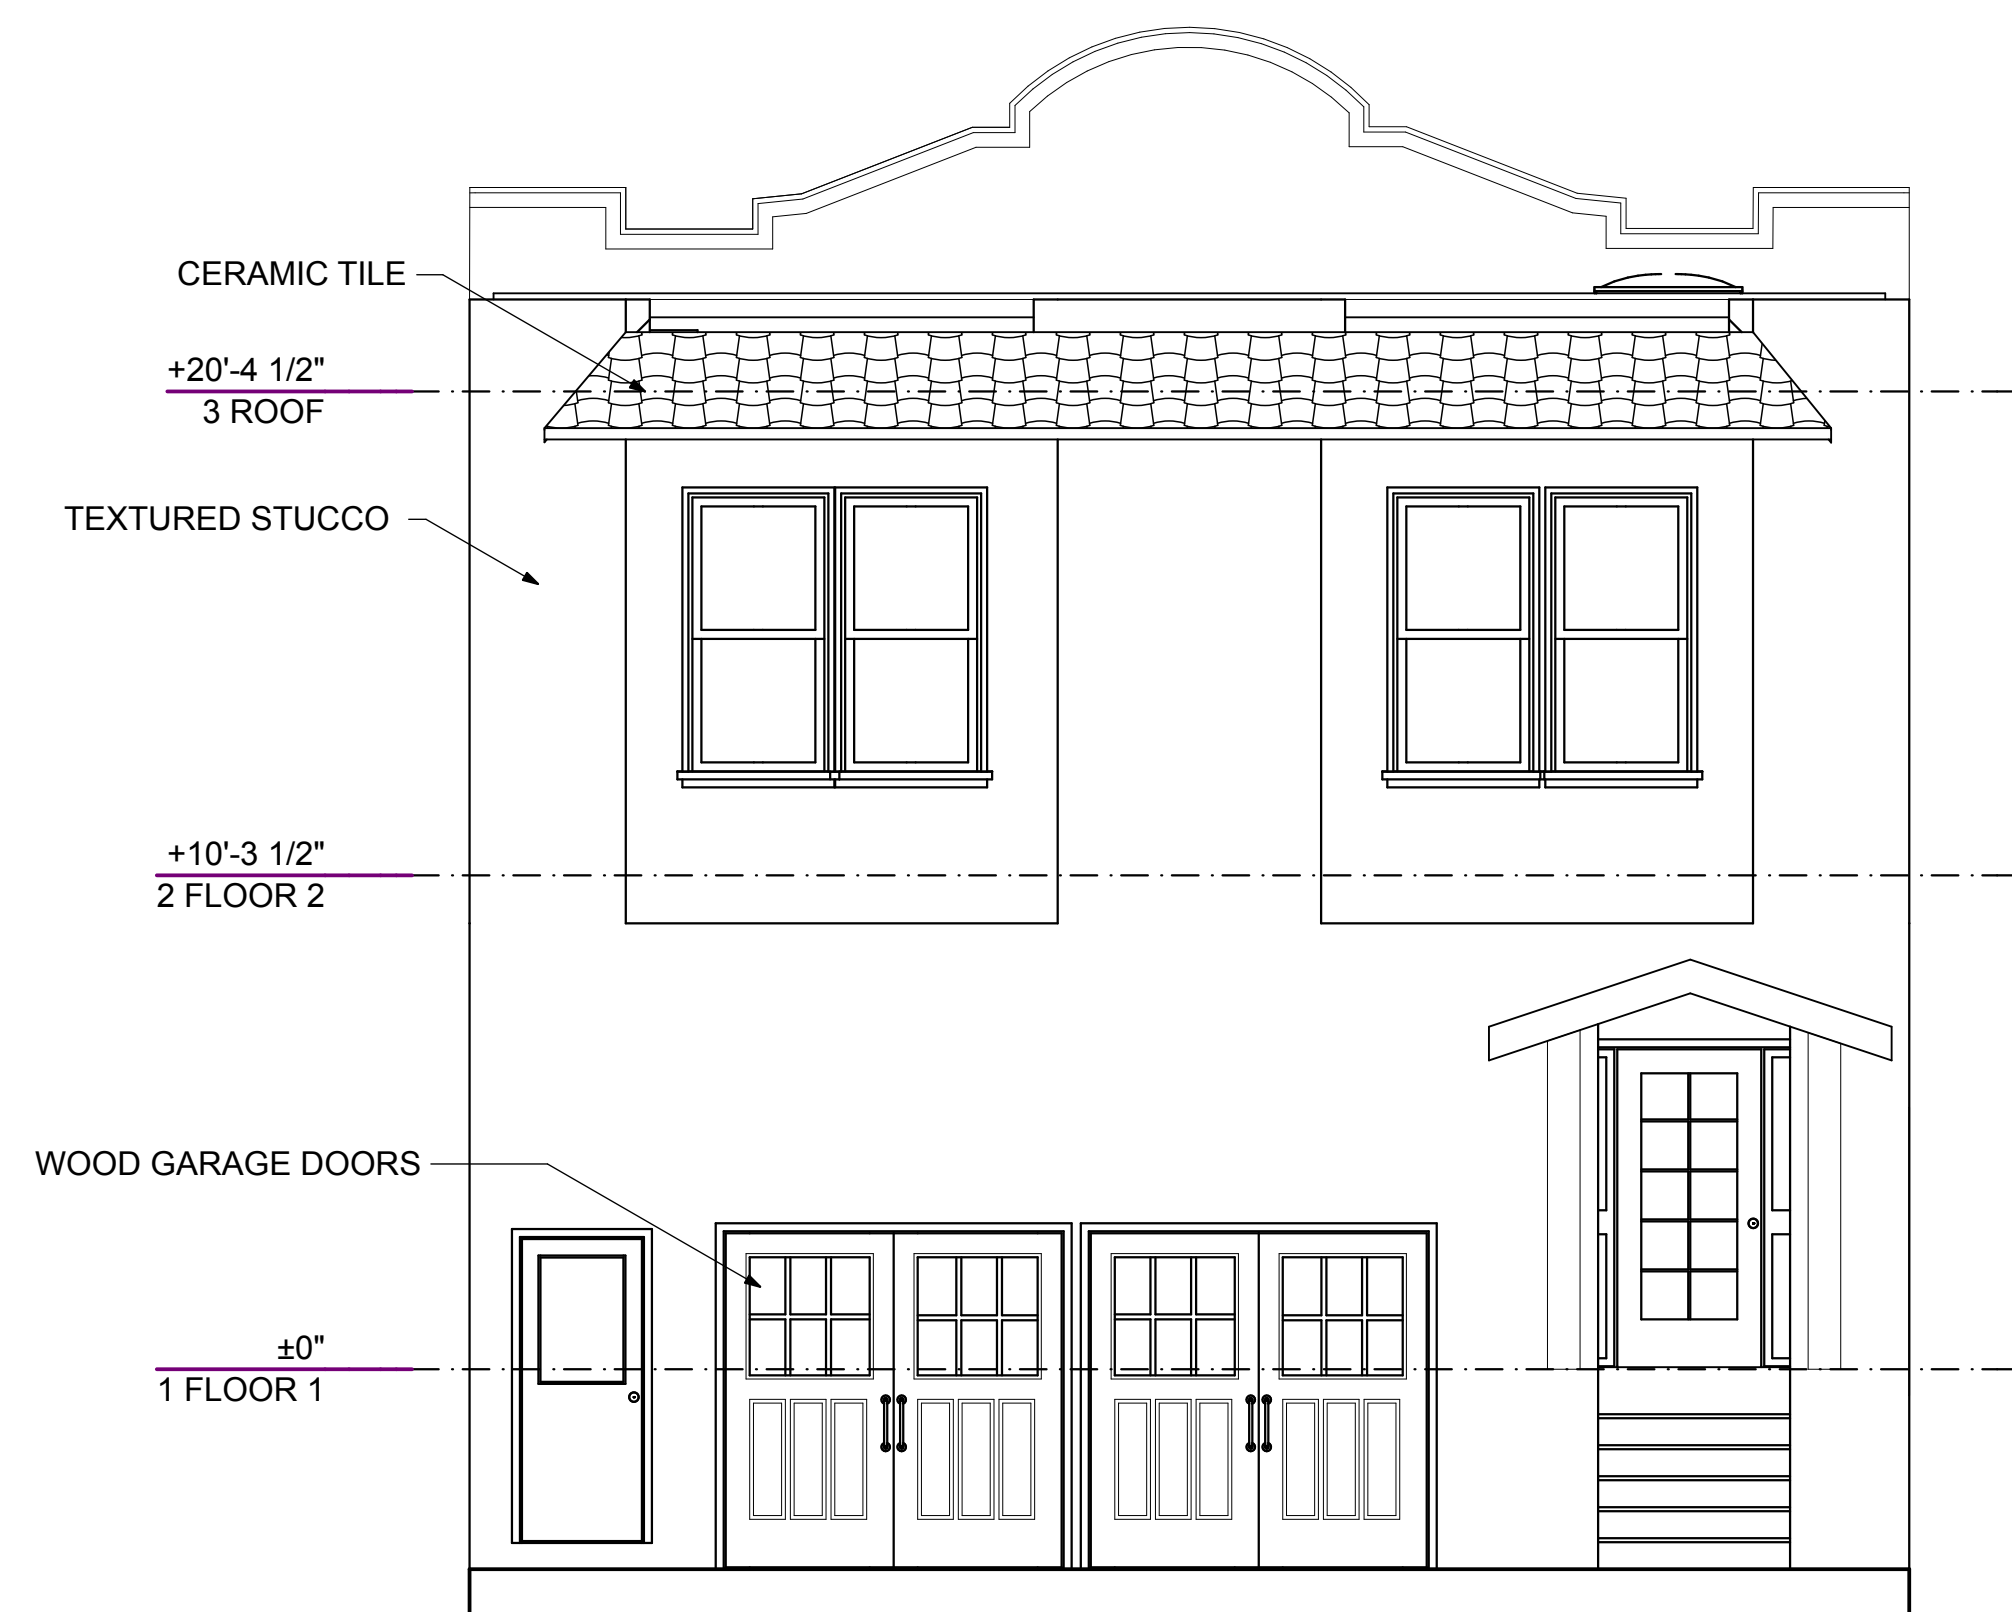 CERAMIC TILE
+20'-4 1/2"
3 ROOF
TEXTURED STUCCO
+10'-3 1/2"
2 FLOOR 2
WOOD GARAGE DOORS
±0"
1 FLOOR 1